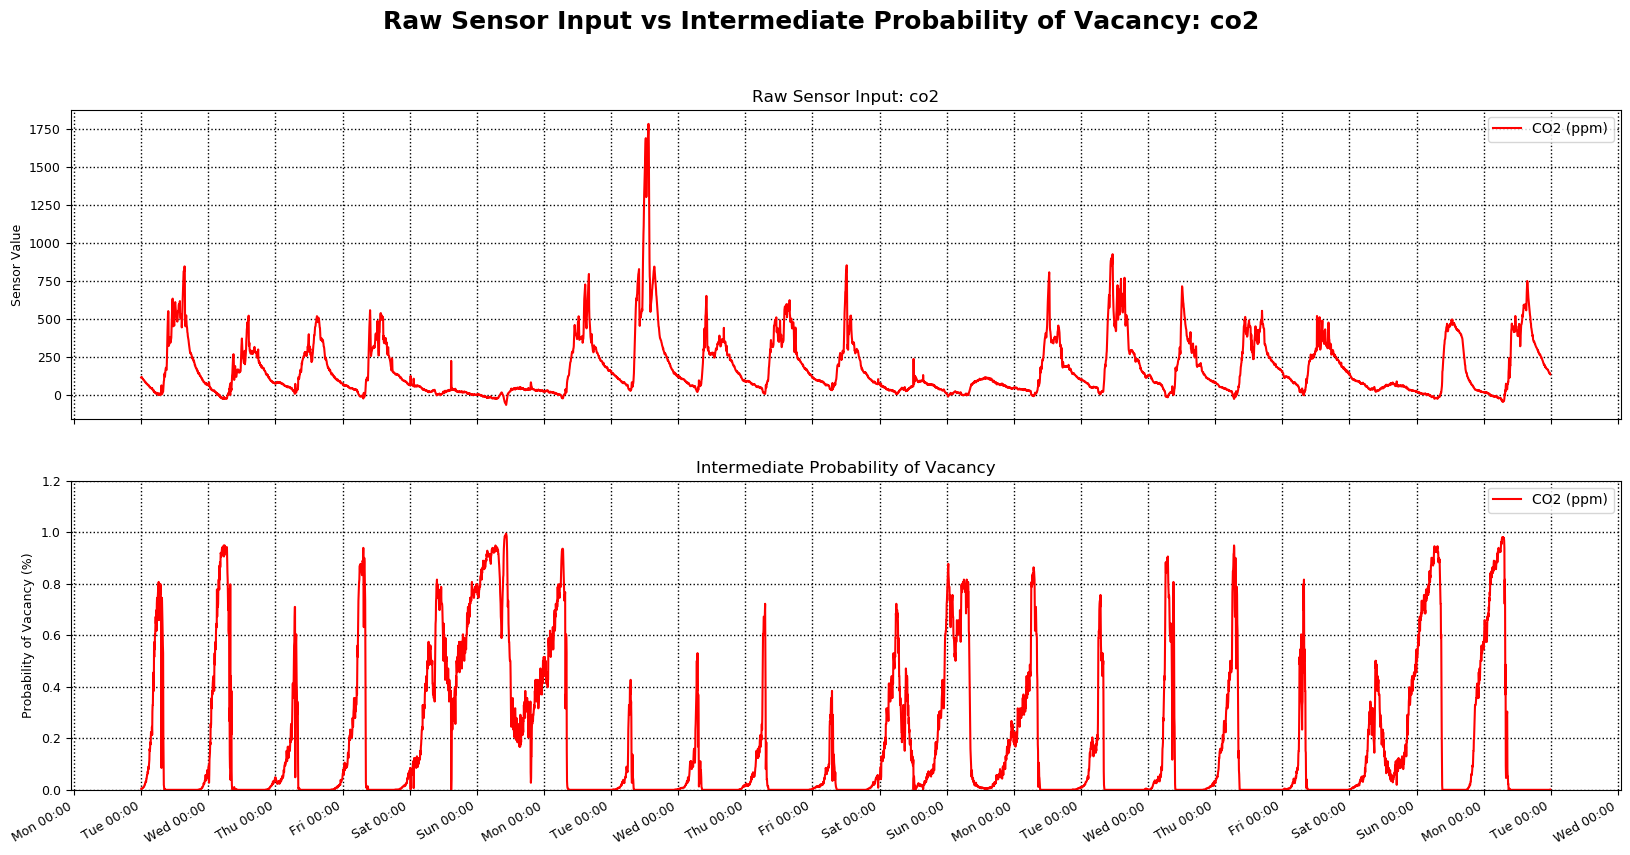 Raw Sensor Input vs Intermediate Probability of Vacancy: co2
Raw Sensor Input: co2
CO2 (ppm)
Sensor Value
1750
1500
1250
1000
750
500
250
0
Intermediate Probability of Vacancy
CO2 (ppm)
Probability of Vacancy (%)
1.2
1.0
0.8
0.6
0.4
0.2
0.0
Mon 00:00
Tue 00:00
Wed 00:00
Thu 00:00
Fri 00:00
Sat 00:00
Sun 00:00
Mon 00:00
Tue 00:00
Wed 00:00
Thu 00:00
Fri 00:00
Sat 00:00
Sun 00:00
Mon 00:00
Tue 00:00
Wed 00:00
Thu 00:00
Fri 00:00
Sat 00:00
Sun 00:00
Mon 00:00
Tue 00:00
Wed 00:00